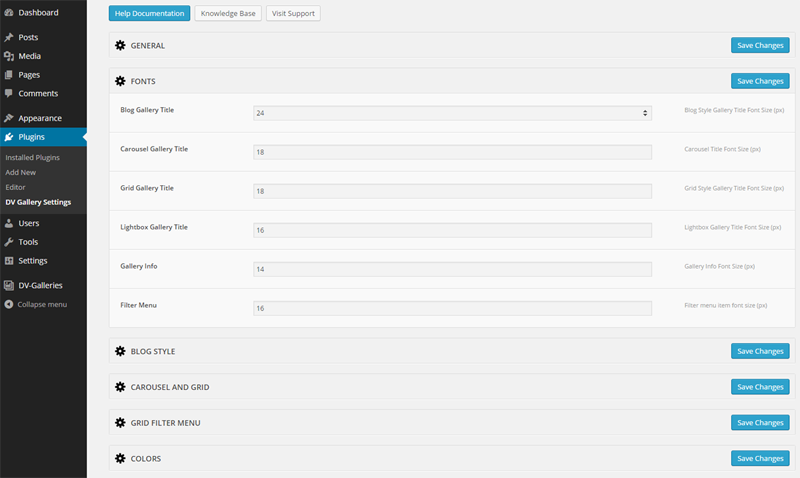 Dashboard
Posts
Media
Pages
Comments
Appearance
Plugins
Installed Plugins
Add New
Editor
DV Gallery Settings
Users
Tools
Settings
DV-Galleries
Collapse menu
Help Documentation Knowledge Base Visit Support
GENERAL Save Changes
FONTS Save Changes
Blog Gallery Title 24 Blog Style Gallery Title Font Size (px)
Carousel Gallery Title 18 Carousel Title Font Size (px)
Grid Gallery Title 18 Grid Style Gallery Title Font Size (px)
Lightbox Gallery Title 16 Lightbox Gallery Title Font Size (px)
Gallery Info 14 Gallery Info Font Size (px)
Filter Menu 16 Filter menu item font size (px)
BLOG STYLE Save Changes
CAROUSEL AND GRID Save Changes
GRID FILTER MENU Save Changes
COLORS Save Changes